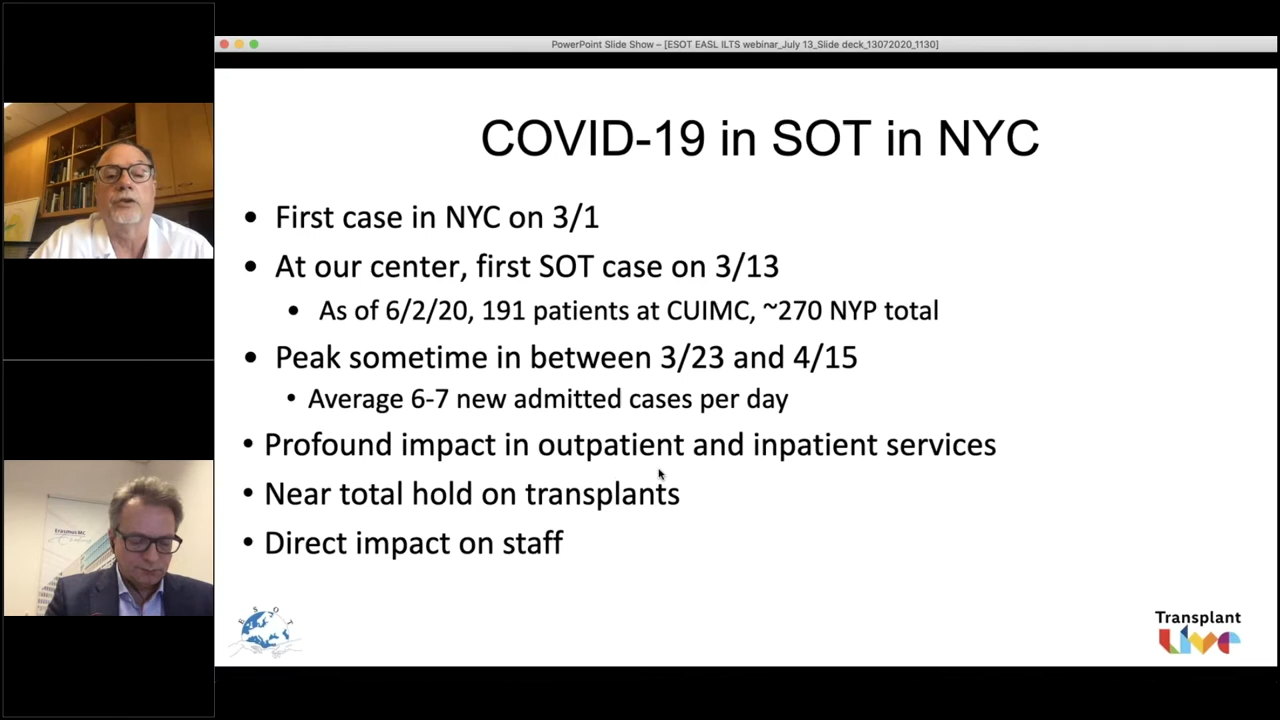 PowerPoint Slide Show – [ESOT EASL ILTS webinar_July 13_Slide deck_13072020_1130]
COVID-19 in SOT in NYC
• First case in NYC on 3/1
• At our center, first SOT case on 3/13
• As of 6/2/20, 191 patients at CUIMC, ~270 NYP total
• Peak sometime in between 3/23 and 4/15
• Average 6-7 new admitted cases per day
• Profound impact in outpatient and inpatient services
• Near total hold on transplants
• Direct impact on staff
Erasmus MC
ESOT
Transplant
Live